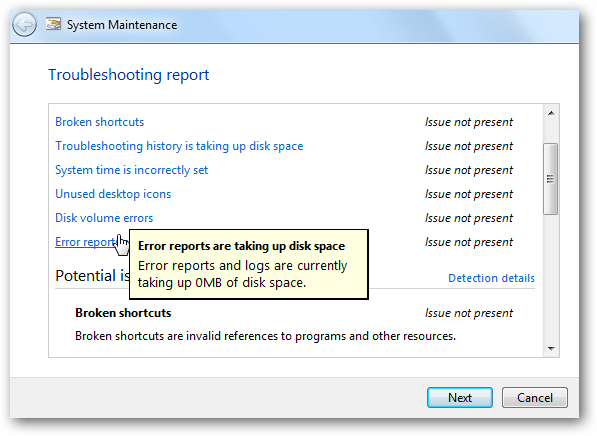 System Maintenance
Troubleshooting report
Broken shortcuts Issue not present
Troubleshooting history is taking up disk space Issue not present
System time is incorrectly set Issue not present
Unused desktop icons Issue not present
Disk volume errors Issue not present
Error report Issue not present
Error reports are taking up disk space
Error reports and logs are currently
taking up 0MB of disk space.
Potential is Detection details
Broken shortcuts Issue not present
Broken shortcuts are invalid references to programs and other resources.
Next Cancel